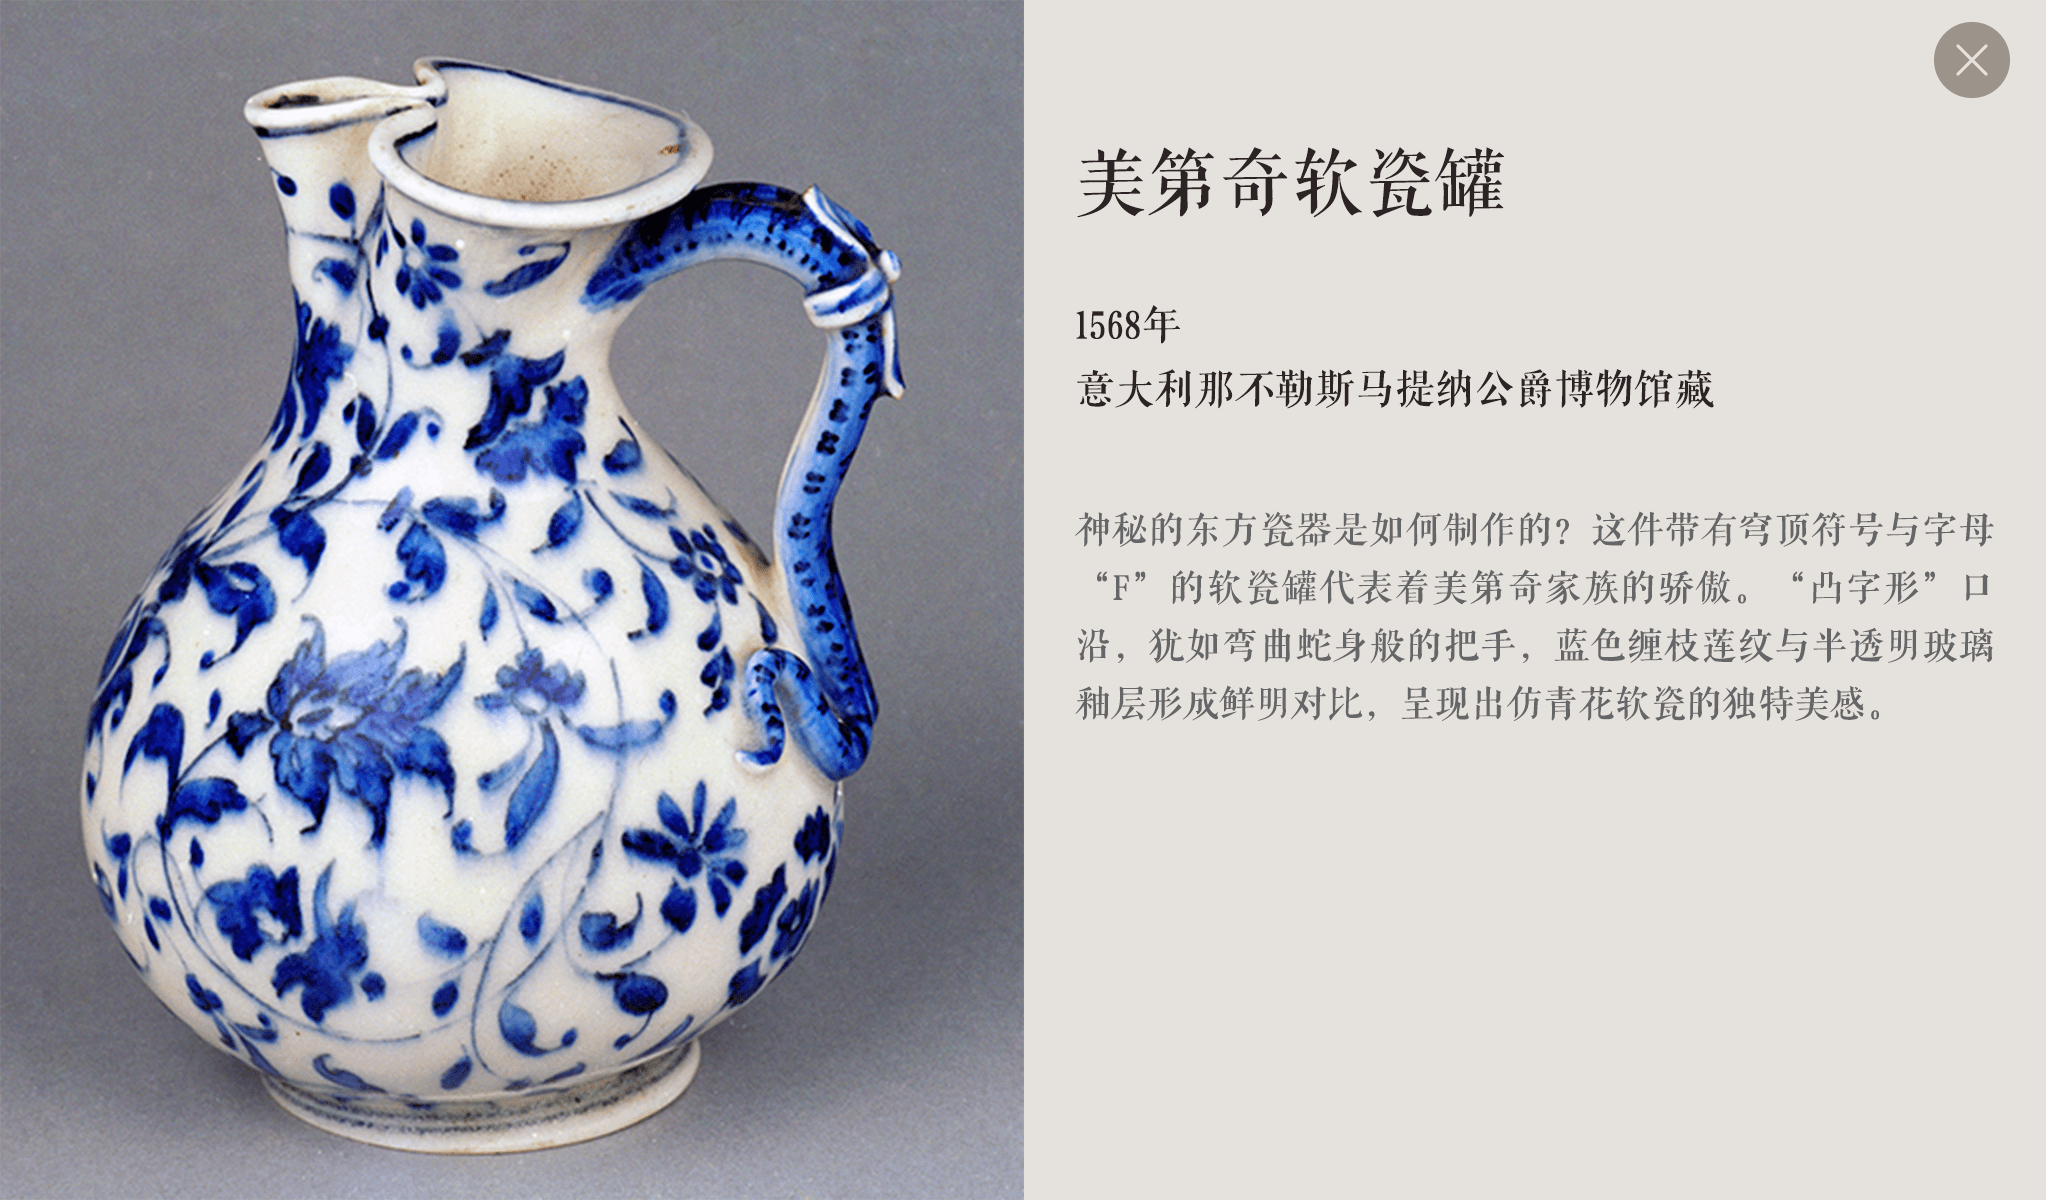 美第奇软瓷罐
1568年
意大利那不勒斯马提纳公爵博物馆藏
神秘的东方瓷器是如何制作的？这件带有穹顶符号与字母
“F”的软瓷罐代表着美第奇家族的骄傲。“凸字形”口
沿，犹如弯曲蛇身般的把手，蓝色缠枝莲纹与半透明玻璃
釉层形成鲜明对比，呈现出仿青花软瓷的独特美感。